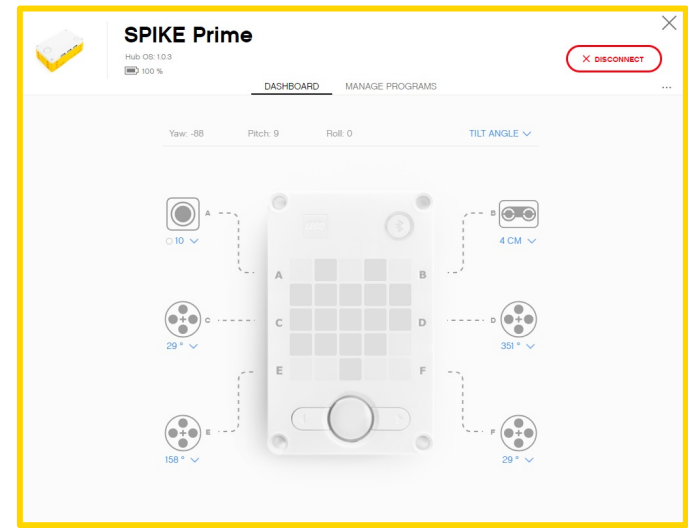 SPIKE Prime
Hub OS: 1.0.3
100 %
DISCONNECT
DASHBOARD MANAGE PROGRAMS
...
Yaw: -88 Pitch: 9 Roll: 0 TILT ANGLE
A B
10 4 CM
A B
C C D D
29 ° 351 °
E F
E F
158 ° 29 °